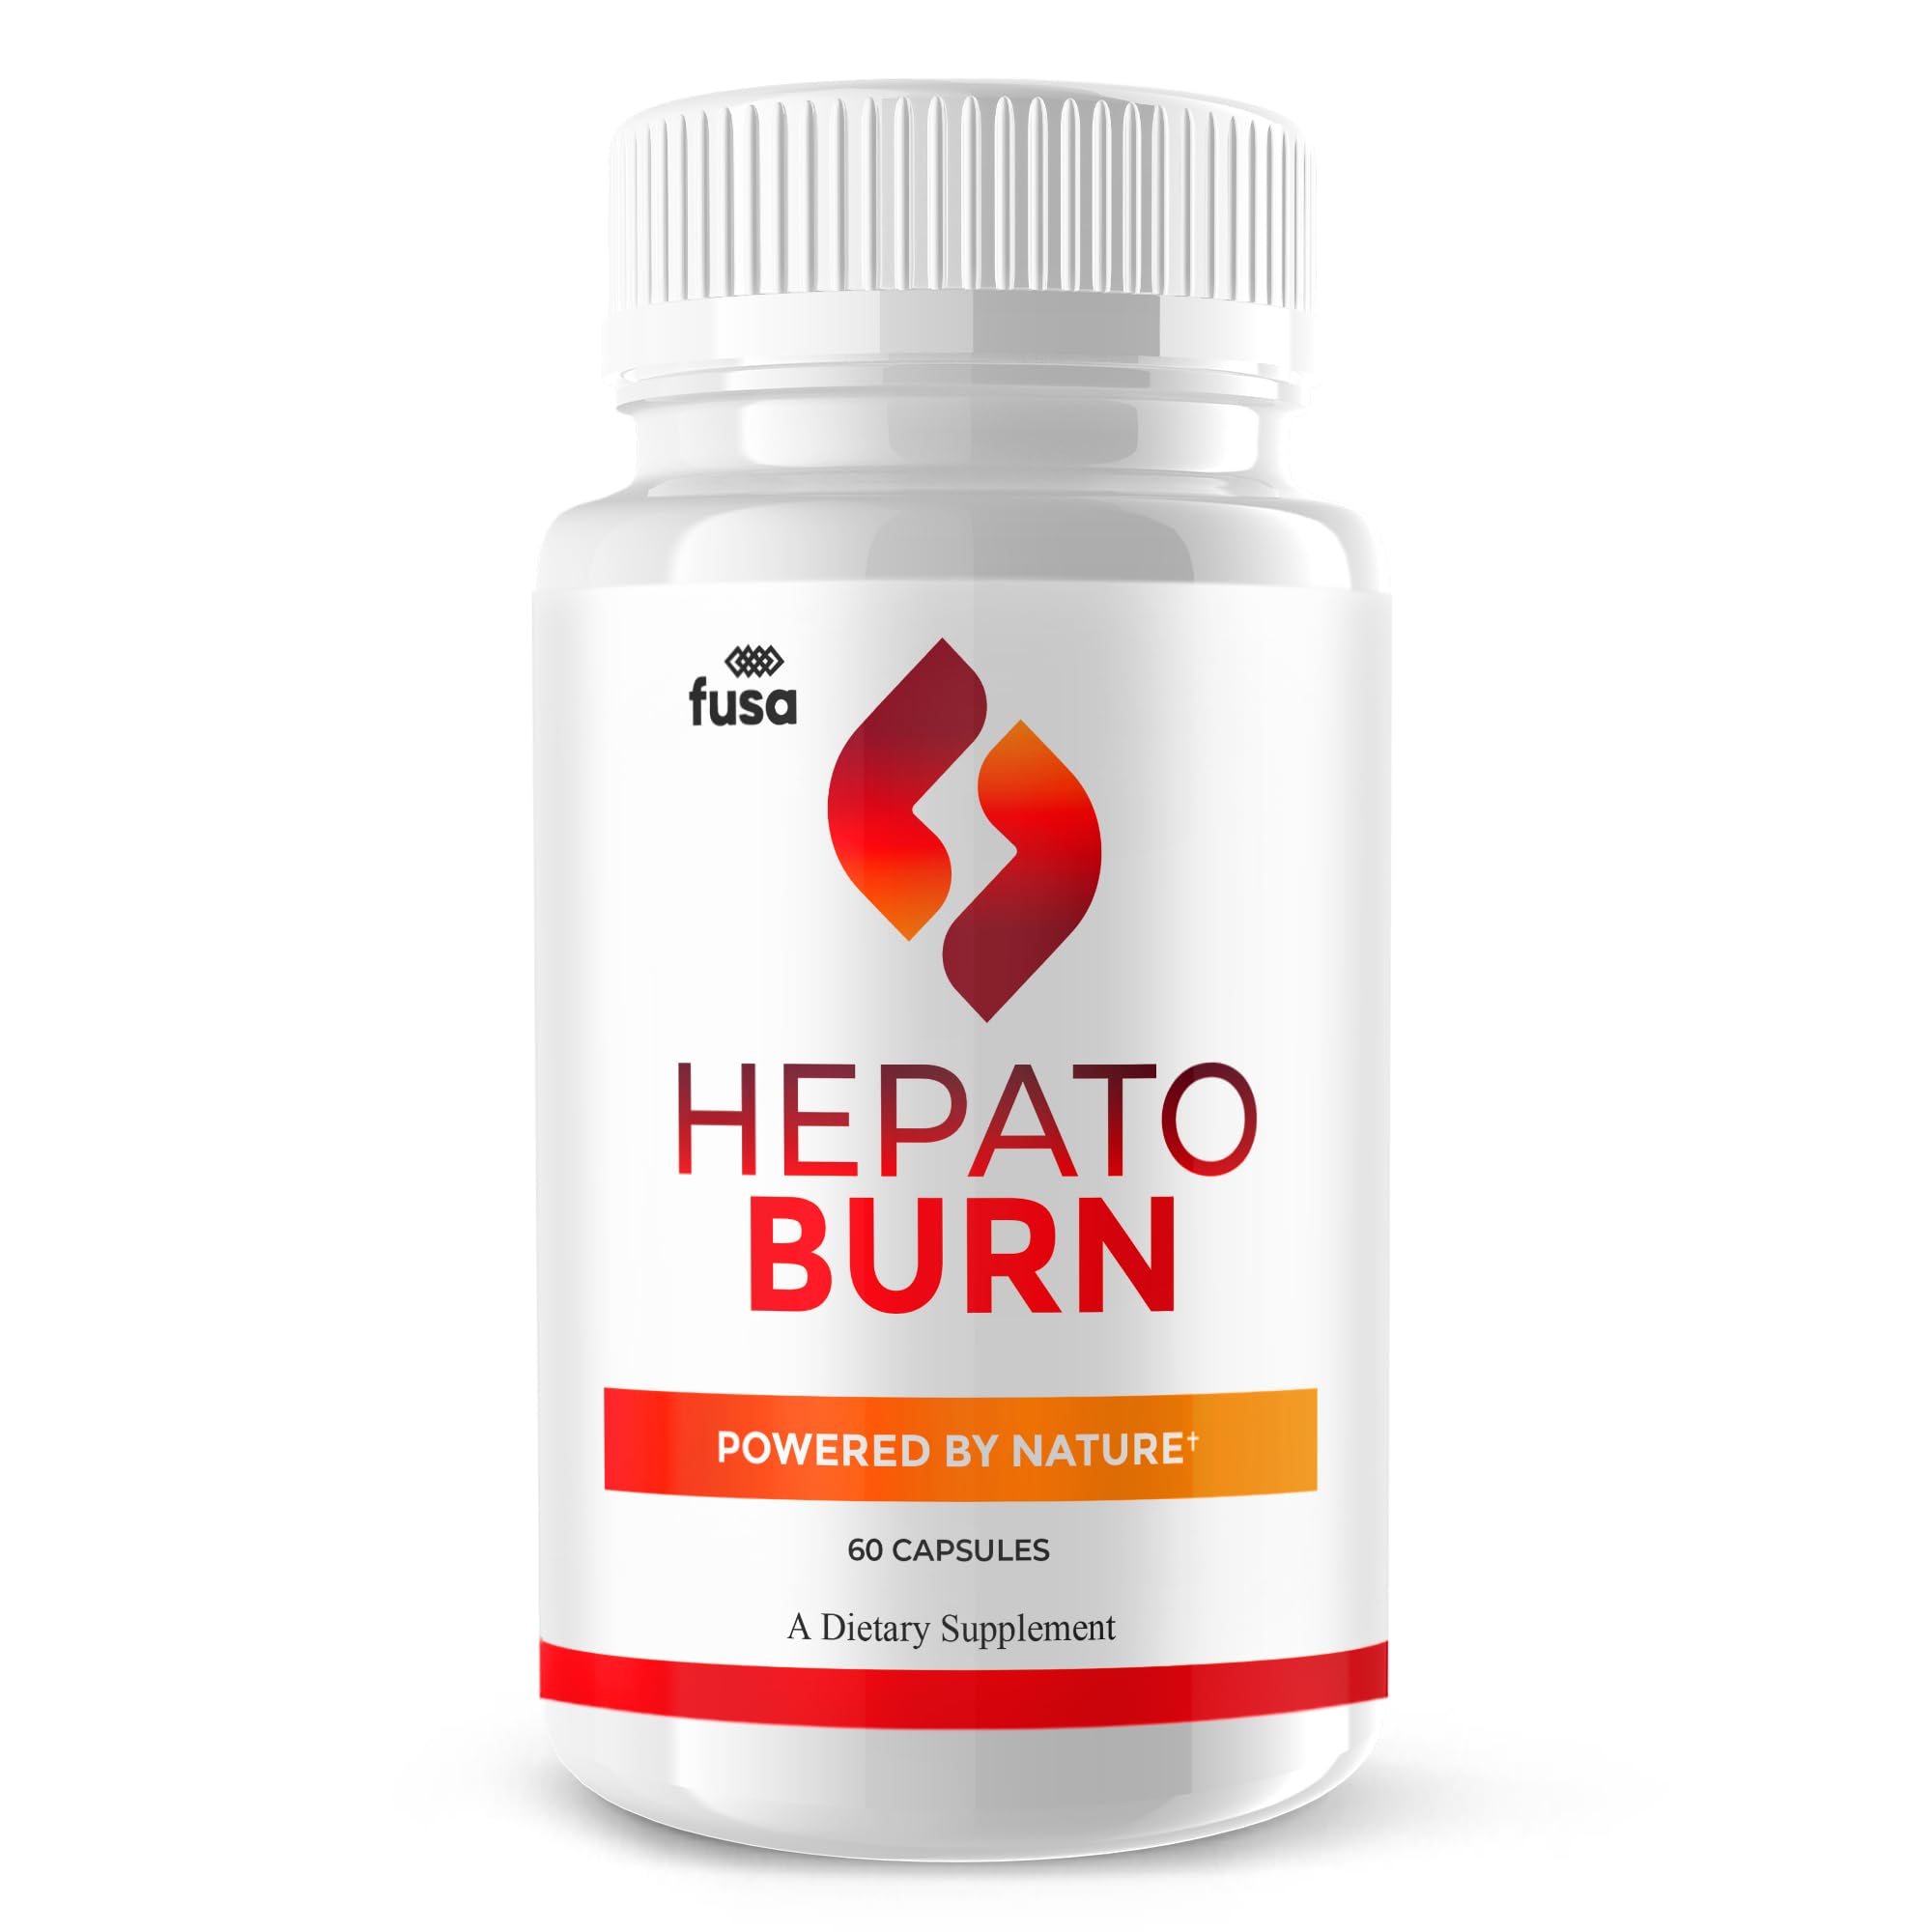 fusa
HEPATO
BURN
POWERED BY NATURE†
60 CAPSULES
A Dietary Supplement